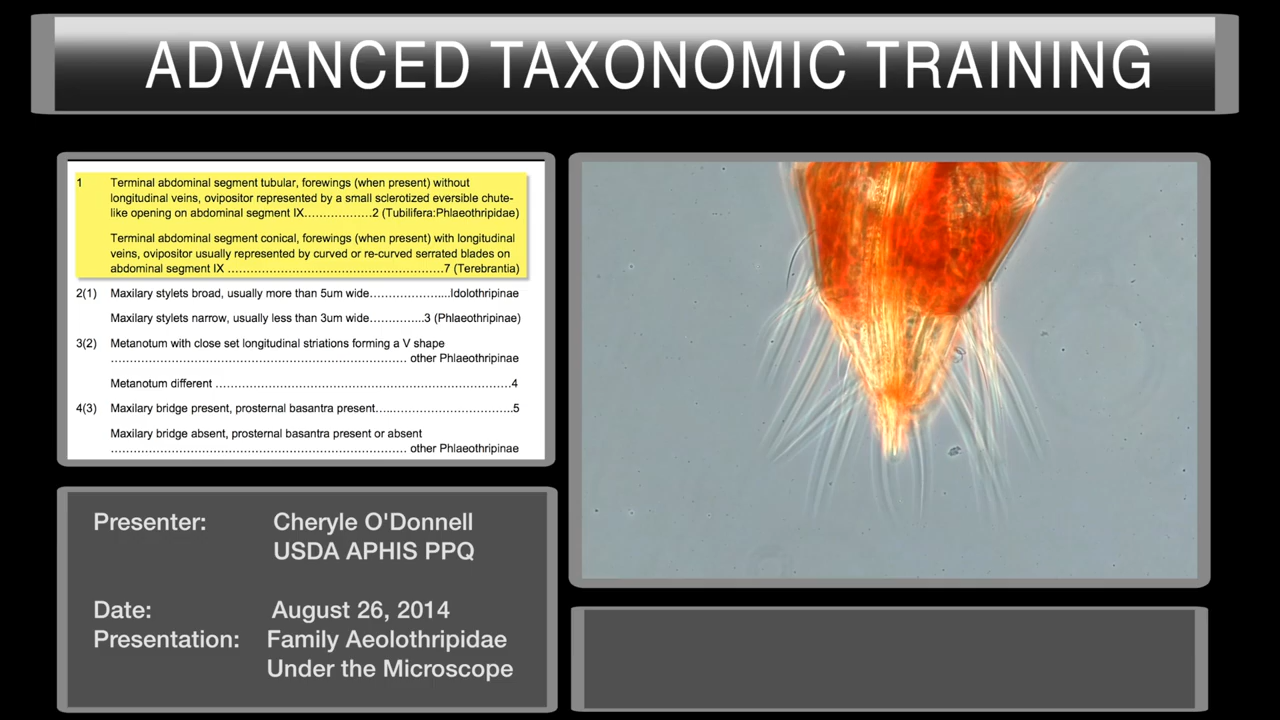 ADVANCED TAXONOMIC TRAINING
1 Terminal abdominal segment tubular, forewings (when present) without
longitudinal veins, ovipositor represented by a small sclerotized eversible chute-
like opening on abdominal segment IX..................2 (Tubilifera:Phlaeothripidae)
Terminal abdominal segment conical, forewings (when present) with longitudinal
veins, ovipositor usually represented by curved or re-curved serrated blades on
abdominal segment IX ................................................7 (Terebrantia)
2(1) Maxilary stylets broad, usually more than 5um wide.....................Idolothripinae
Maxilary stylets narrow, usually less than 3um wide..............3 (Phlaeothripinae)
3(2) Metanotum with close set longitudinal striations forming a V shape
................................................................. other Phlaeothripinae
Metanotum different .................................................................4
4(3) Maxilary bridge present, prosternal basantra present...............................5
Maxilary bridge absent, prosternal basantra present or absent
................................................................. other Phlaeothripinae
Presenter: Cheryle O'Donnell
USDA APHIS PPQ
Date: August 26, 2014
Presentation: Family Aeolothripidae
Under the Microscope